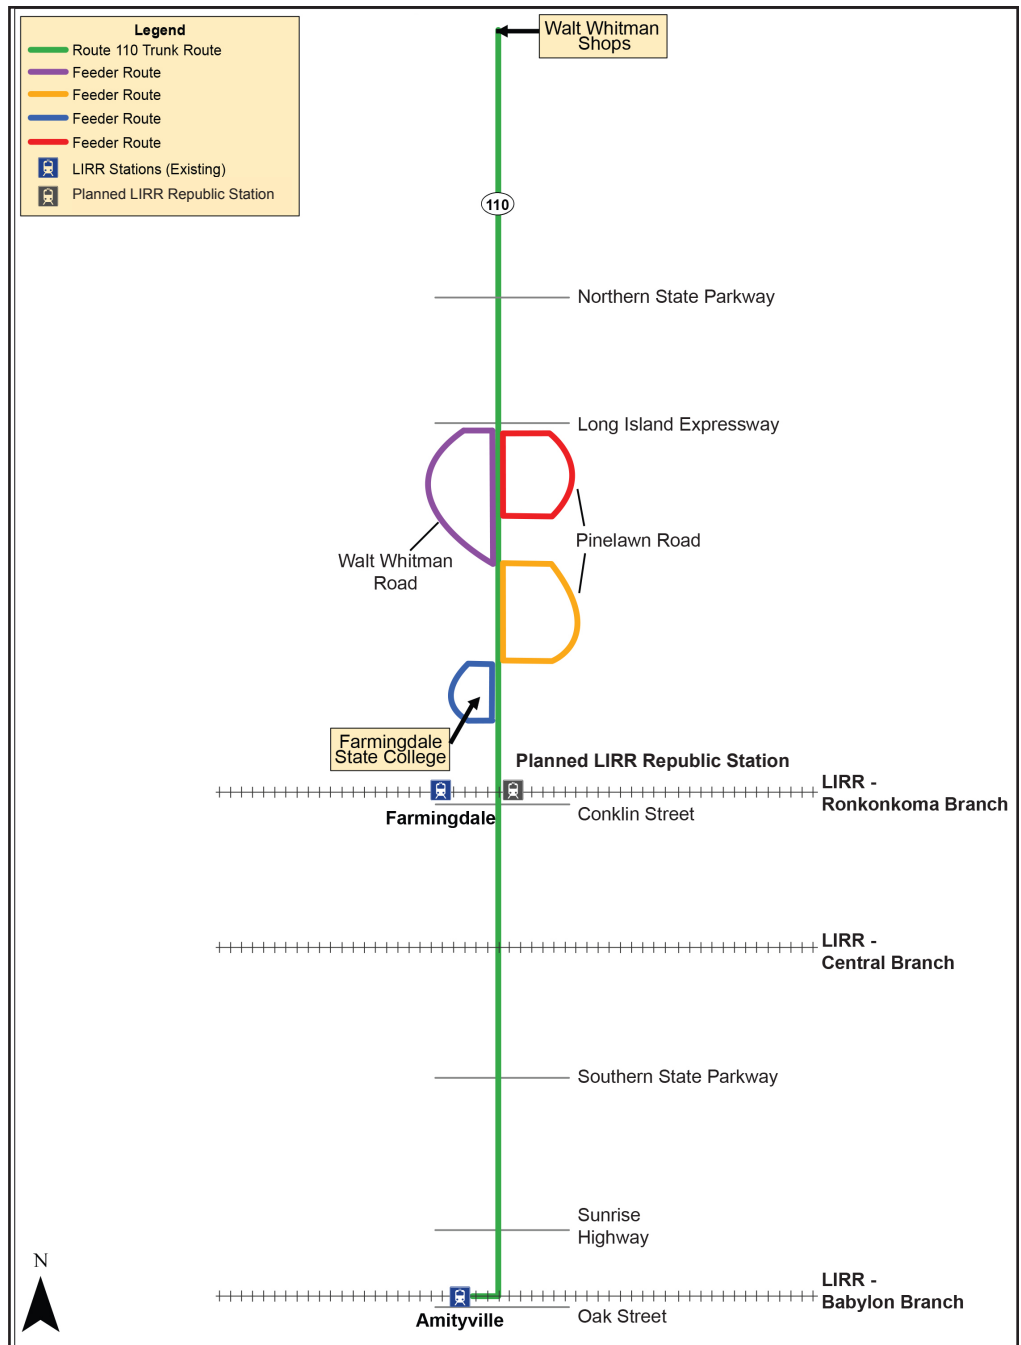 Legend
Route 110 Trunk Route
Feeder Route
Feeder Route
Feeder Route
Feeder Route
LIRR Stations (Existing)
Planned LIRR Republic Station
Walt Whitman
Shops
110
Northern State Parkway
Long Island Expressway
Pinelawn Road
Walt Whitman
Road
Farmingdale
State College
Planned LIRR Republic Station
LIRR -
Ronkonkoma Branch
Farmingdale
Conklin Street
LIRR -
Central Branch
Southern State Parkway
Sunrise
Highway
N
LIRR -
Babylon Branch
Amityville
Oak Street